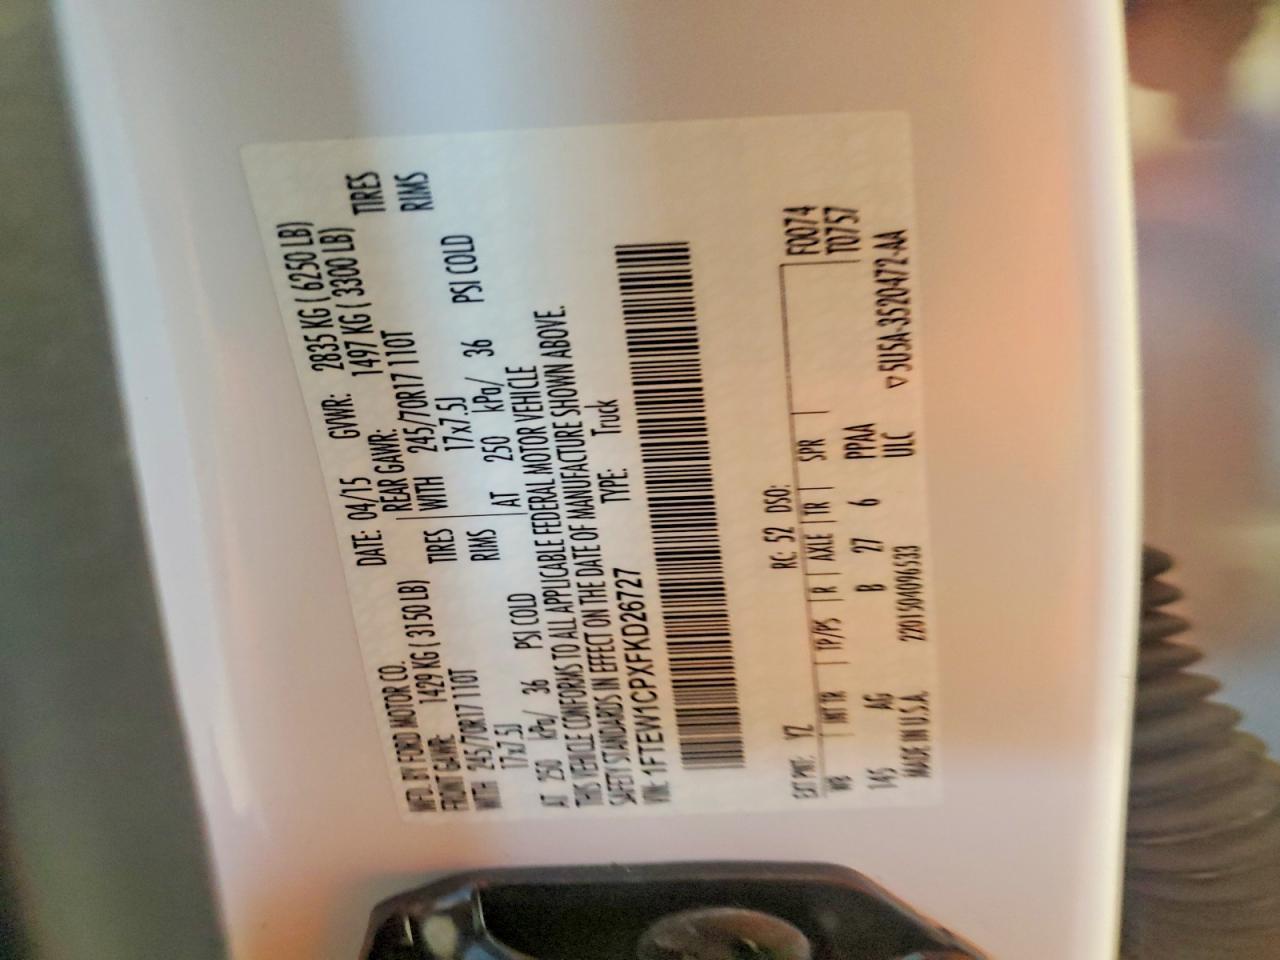 MFD. BY FORD MOTOR CO. DATE: 04/15 GVWR: 2835 KG ( 6250 LB)
FRONT GAWR: 1429 KG ( 3150 LB) REAR GAWR: 1497 KG ( 3300 LB)
WITH 245/70R17 110T TIRES WITH 245/70R17 110T TIRES
17x7.5J RIMS 17x7.5J RIMS
AT 250 kPa/ 36 PSI COLD AT 250 kPa/ 36 PSI COLD
THIS VEHICLE CONFORMS TO ALL APPLICABLE FEDERAL MOTOR VEHICLE
SAFETY STANDARDS IN EFFECT ON THE DATE OF MANUFACTURE SHOWN ABOVE.
VIN: 1FTEW1CPXFKD26727 TYPE: Truck
EXT PNT: YZ RC: 52 DSO: F0074
WB INT TR TP/PS R AXLE TR SPR T0757
145 AG B 27 6 PPAA
MADE IN U.S.A. 2201504096533 ULC ▽5U5A-3520472-AA